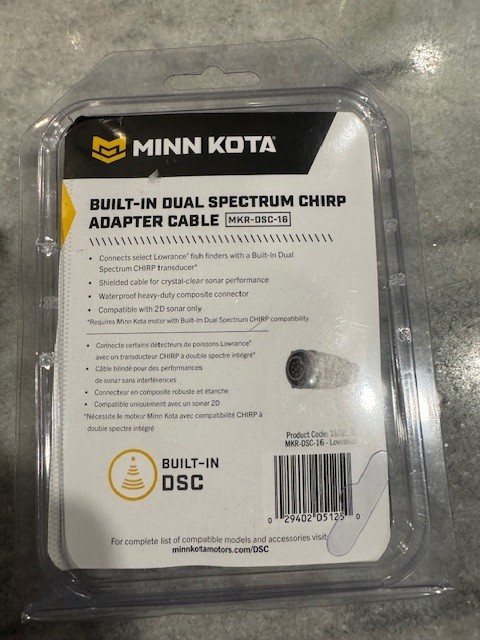 MINN KOTA
BUILT-IN DUAL SPECTRUM CHIRP
ADAPTER CABLE MKR-DSC-16
• Connects select Lowrance® fish finders with a Built-In Dual
Spectrum CHIRP transducer*
• Shielded cable for crystal-clear sonar performance
• Waterproof heavy-duty composite connector
• Compatible with 2D sonar only
*Requires Minn Kota motor with Built-In Dual Spectrum CHIRP compatibility
• Connecte certains détecteurs de poissons Lowrance®
avec un transducteur CHIRP à double spectre intégré*
• Câble blindé pour des performances
de sonar sans interférences
• Connecteur en composite robuste et étanche
• Compatible uniquement avec un sonar 2D
*Nécessite le moteur Minn Kota avec compatibilité CHIRP à
double spectre intégré
Product Code:
MKR-DSC-16 -
BUILT-IN
DSC
0 29402 05125 0
For complete list of compatible models and accessories visit
minnkotamotors.com/DSC